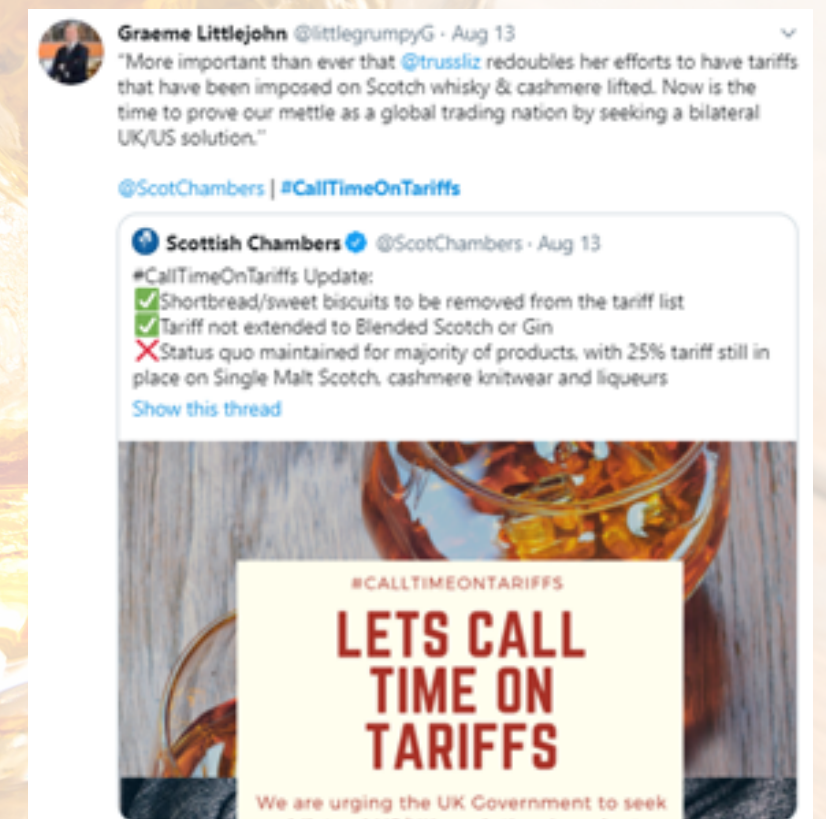 Graeme Littlejohn @littlegrumpyG · Aug 13
"More important than ever that @trussliz redoubles her efforts to have tariffs
that have been imposed on Scotch whisky & cashmere lifted. Now is the
time to prove our mettle as a global trading nation by seeking a bilateral
UK/US solution."
@ScotChambers | #CallTimeOnTariffs
Scottish Chambers @ScotChambers · Aug 13
#CallTimeOnTariffs Update:
✅Shortbread/sweet biscuits to be removed from the tariff list
✅Tariff not extended to Blended Scotch or Gin
❌Status quo maintained for majority of products, with 25% tariff still in
place on Single Malt Scotch, cashmere knitwear and liqueurs
Show this thread
#CALLTIMEONTARIFFS
LETS CALL
TIME ON
TARIFFS
We are urging the UK Government to seek